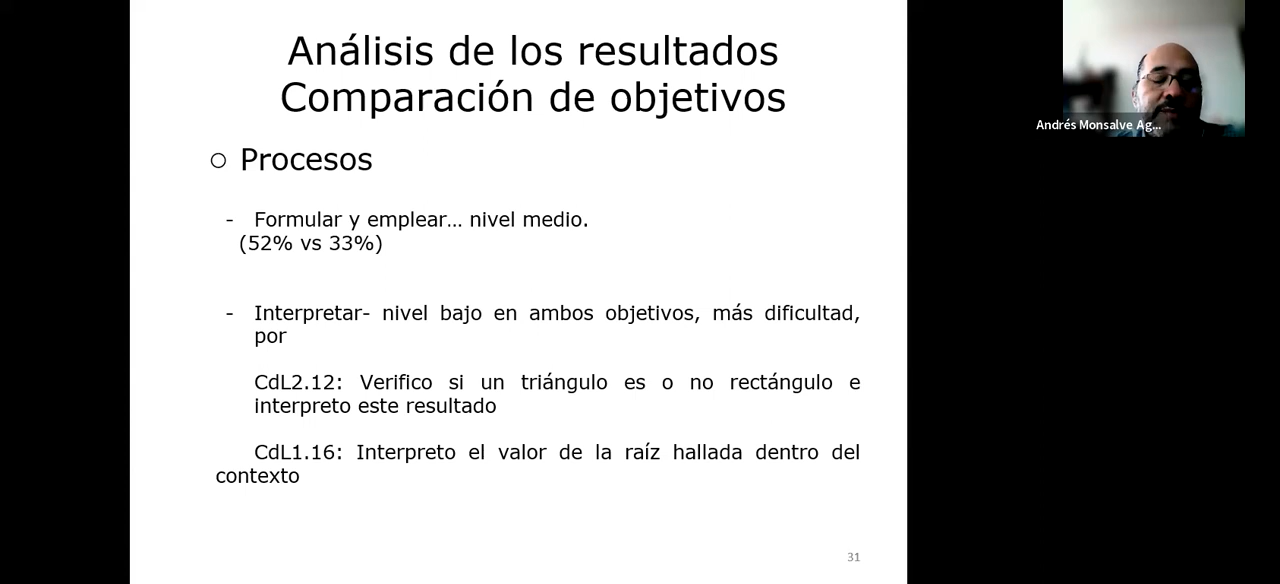 Análisis de los resultados
Comparación de objetivos
Procesos
- Formular y emplear… nivel medio.
(52% vs 33%)
- Interpretar- nivel bajo en ambos objetivos, más dificultad,
por
CdL2.12: Verifico si un triángulo es o no rectángulo e
interpreto este resultado
CdL1.16: Interpreto el valor de la raíz hallada dentro del
contexto
31
Andrés Monsalve Ag...